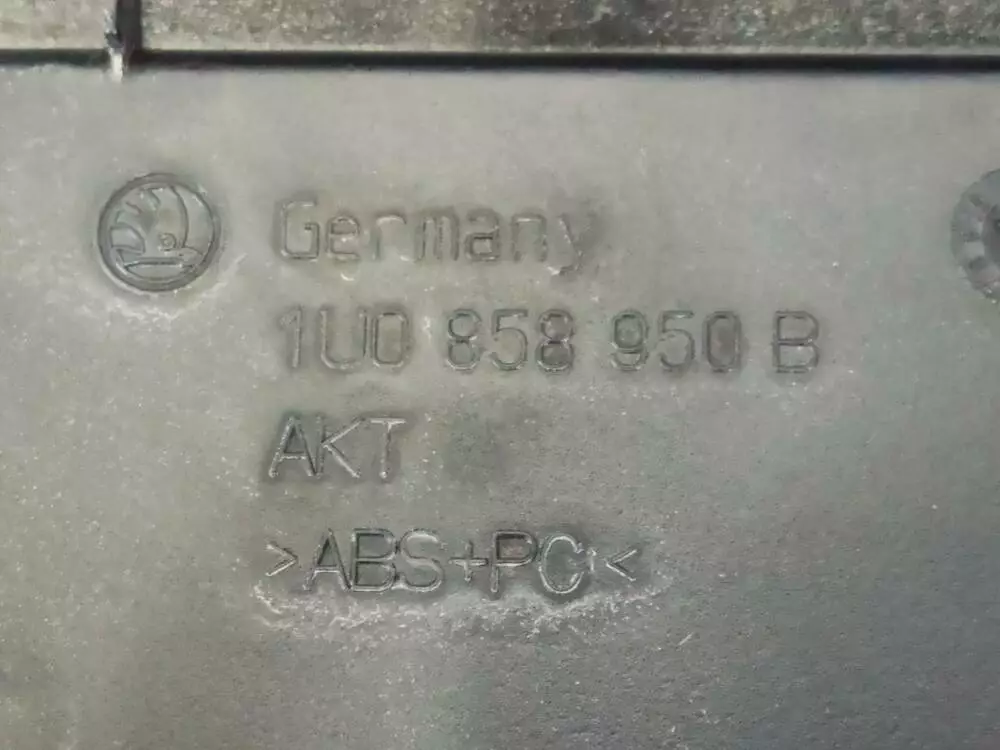 Germany
1U0 858 950 B
AKT
>ABS+PC<